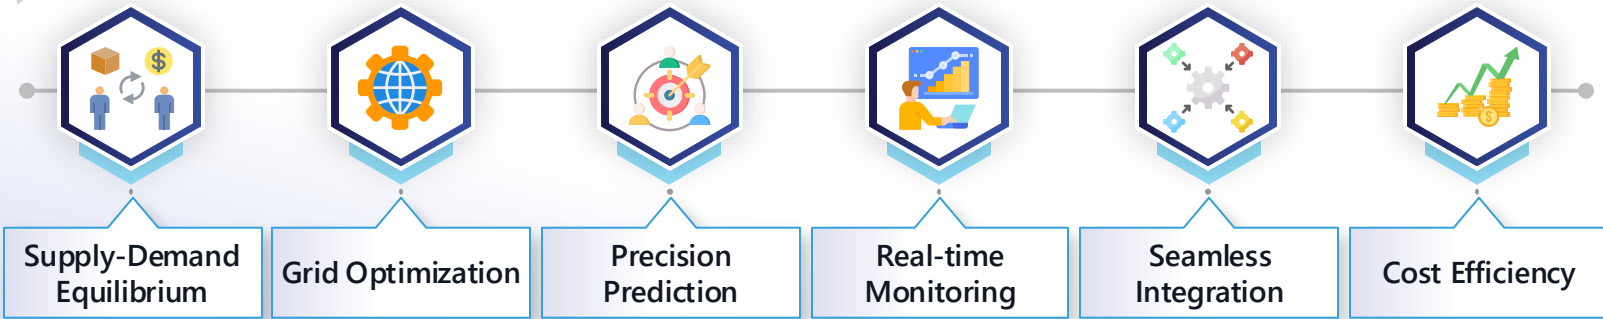 Supply-Demand
Equilibrium
Grid Optimization
Precision
Prediction
Real-time
Monitoring
Seamless
Integration
Cost Efficiency